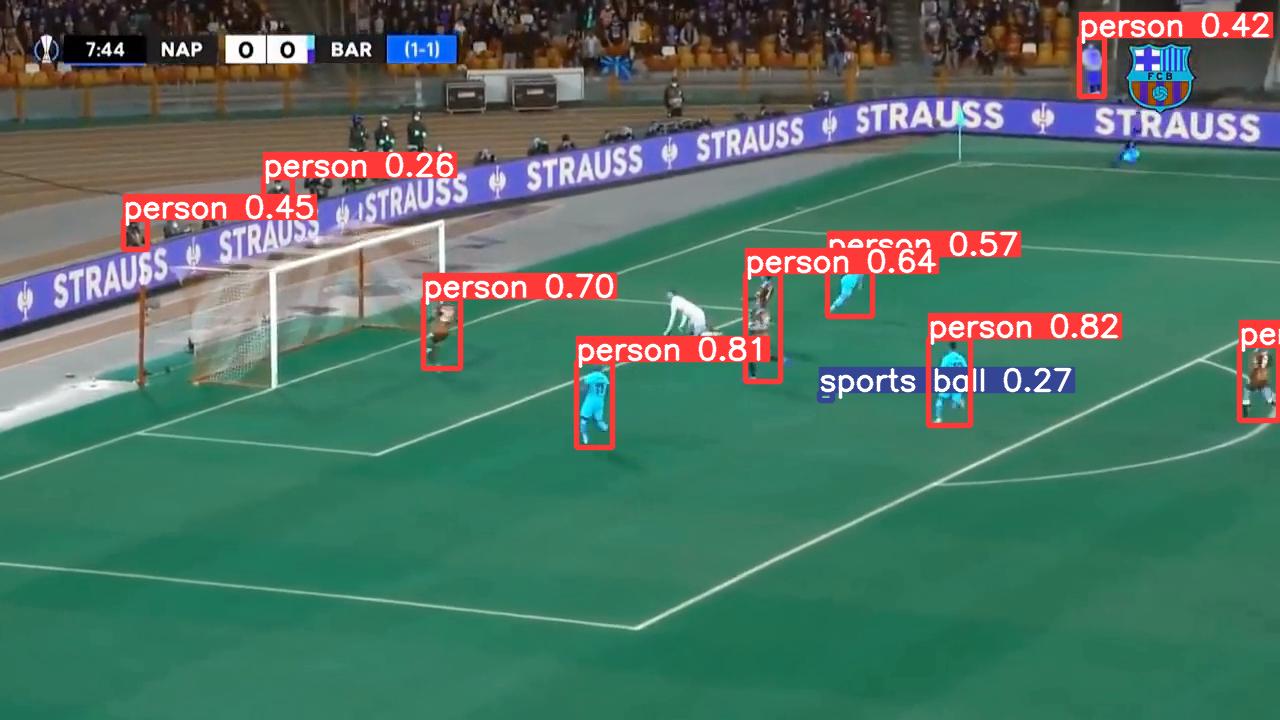 person 0.42
7:44 NAP 0 0 BAR (1-1)
FCB
STRAUSS
STRAUSS
STRAUSS
STRAUSS
STRAUSS
STRAUSS
STRAUSS
person 0.26
person 0.45
person 0.57
person 0.64
person 0.70
person 0.82
per
person 0.81
sports ball 0.27
11